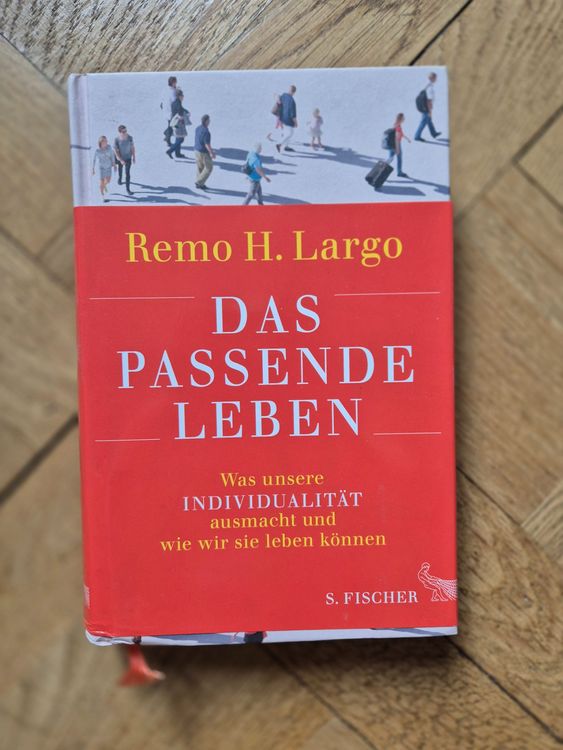 Remo H. Largo
DAS
PASSENDE
LEBEN
Was unsere
INDIVIDUALITÄT
ausmacht und
wie wir sie leben können
S. FISCHER